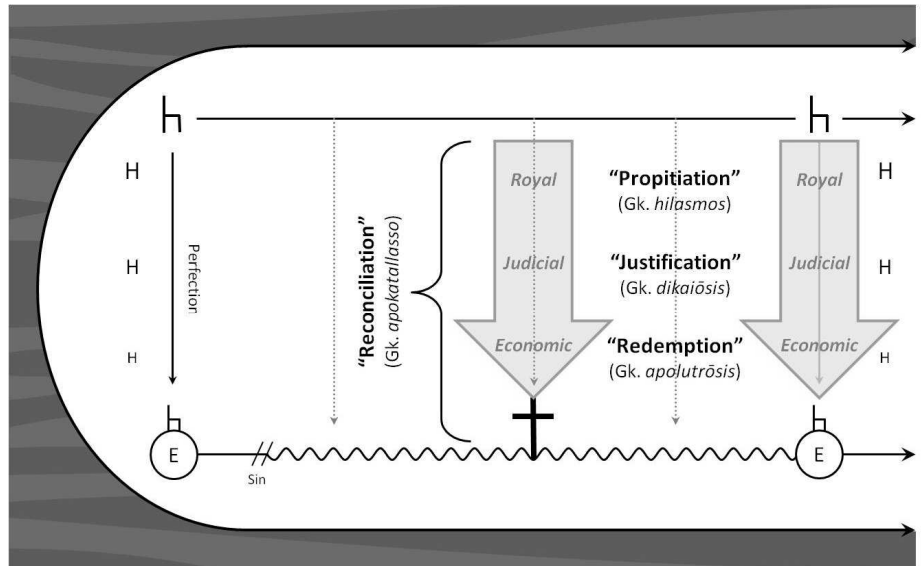 H
H
H
Perfection
E
Sin
“Reconciliation”
(Gk. apokatallasso)
Royal
Judicial
Economic
“Propitiation”
(Gk. hilasmos)
“Justification”
(Gk. dikaiōsis)
“Redemption”
(Gk. apolutrōsis)
Royal
Judicial
Economic
H
H
H
E